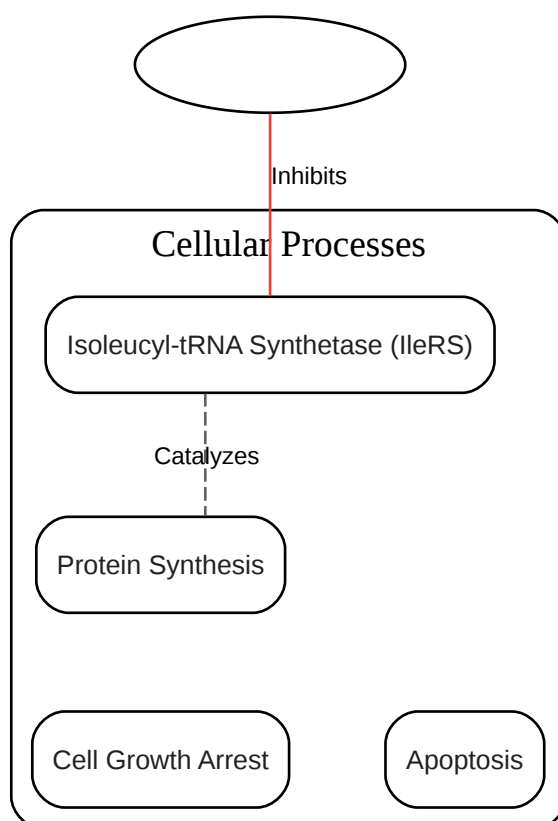 Inhibits
Cellular Processes
Isoleucyl-tRNA Synthetase (IleRS)
Catalyzes
Protein Synthesis
Cell Growth Arrest
Apoptosis